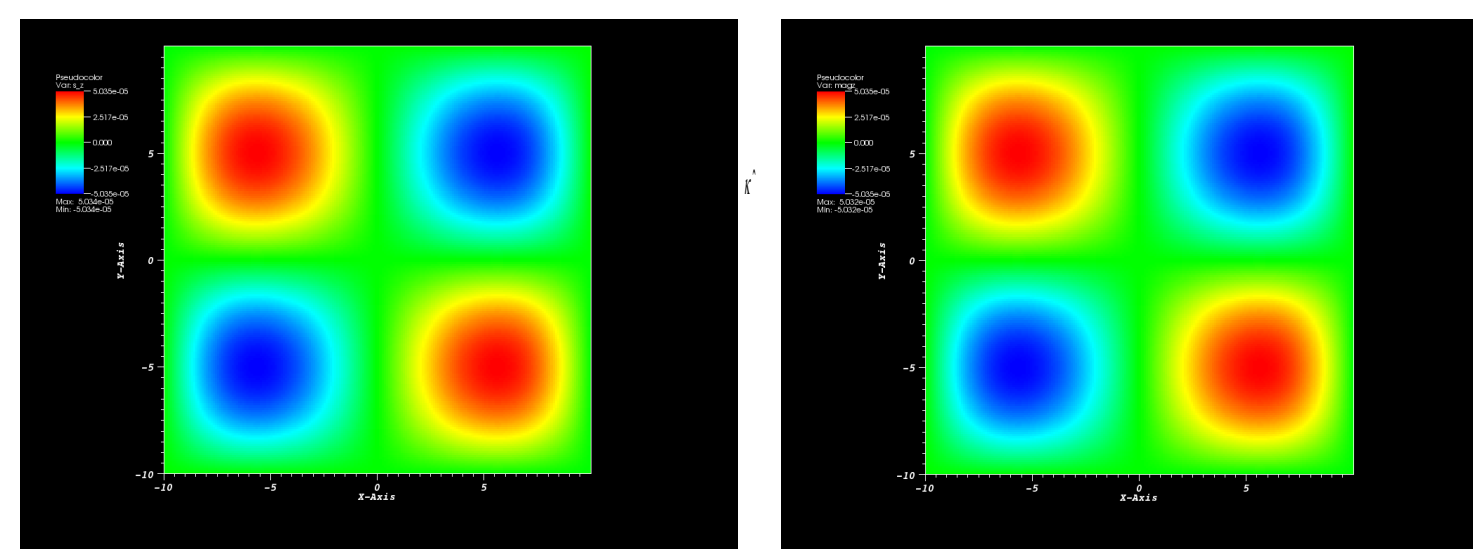 Pseudocolor
Var: s_z
5.035e-05
2.517e-05
0.000
-2.517e-05
-5.035e-05
Max: 5.034e-05
Min: -5.034e-05
Y-Axis
5
0
-5
-10
-10
-5
0
5
X-Axis
κ^
Pseudocolor
Var: magz
5.035e-05
2.517e-05
0.000
-2.517e-05
-5.035e-05
Max: 5.032e-05
Min: -5.032e-05
Y-Axis
5
0
-5
-10
-10
-5
0
5
X-Axis